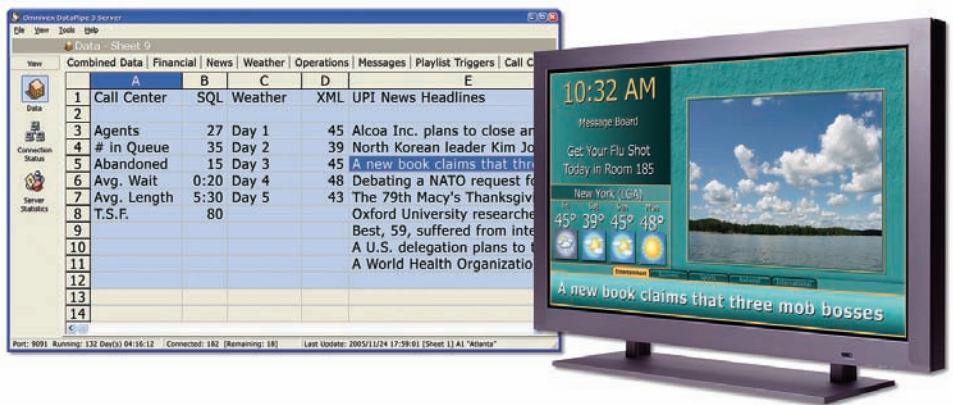 Omnivex DataPipe 3 Server
File View Tools Help
Data - Sheet 9
View
Combined Data | Financial | News | Weather | Operations | Messages | Playlist Triggers | Call C
A B C D E
1 Call Center SQL Weather XML UPI News Headlines
2
3 Agents 27 Day 1 45 Alcoa Inc. plans to close an
4 # in Queue 35 Day 2 39 North Korean leader Kim Jo
5 Abandoned 15 Day 3 45 A new book claims that thre
6 Avg. Wait 0:20 Day 4 48 Debating a NATO request fo
7 Avg. Length 5:30 Day 5 43 The 79th Macy's Thanksgivi
8 T.S.F. 80 Oxford University researche
9 Best, 59, suffered from inte
10 A U.S. delegation plans to t
11 A World Health Organizatio
12
13
14
Data
Connection
Status
Server
Statistics
Port: 9091 Running: 132 Day(s) 04:16:12 Connected: 182 [Remaining: 18] Last Update: 2005/11/24 17:59:01 [Sheet 1] A1 "Atlanta"
10:32 AM
Message Board
Get Your Flu Shot
Today in Room 185
New York (LGA)
Fri Sat Sun Mon
45° 39° 45° 48°
Entertainment National International
A new book claims that three mob bosses